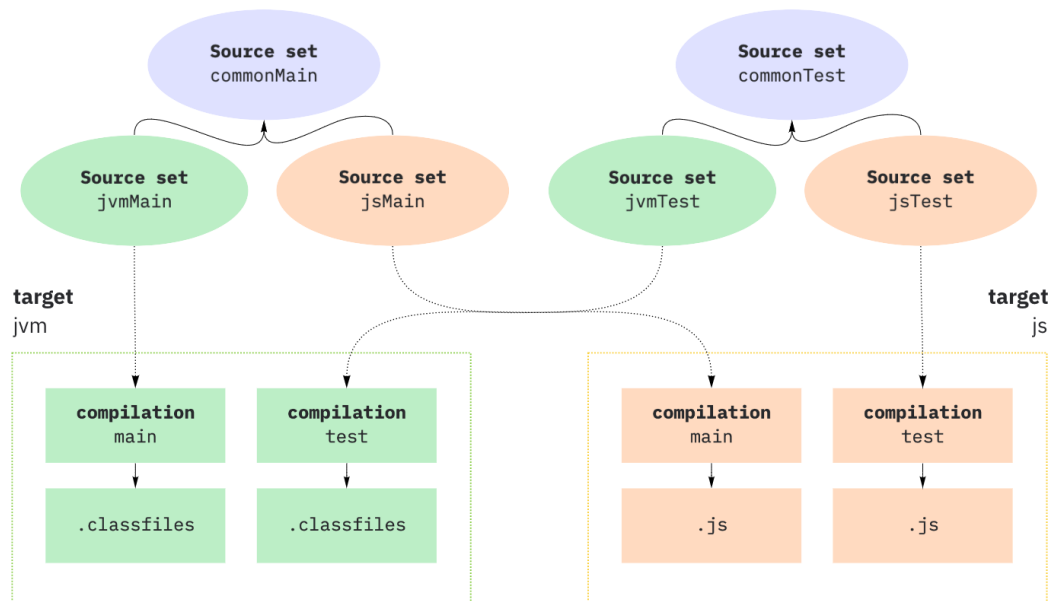 Source set
commonMain
Source set
commonTest
Source set
jvmMain
Source set
jsMain
Source set
jvmTest
Source set
jsTest
target
jvm
target
js
compilation
main
compilation
test
compilation
main
compilation
test
.classfiles
.classfiles
.js
.js